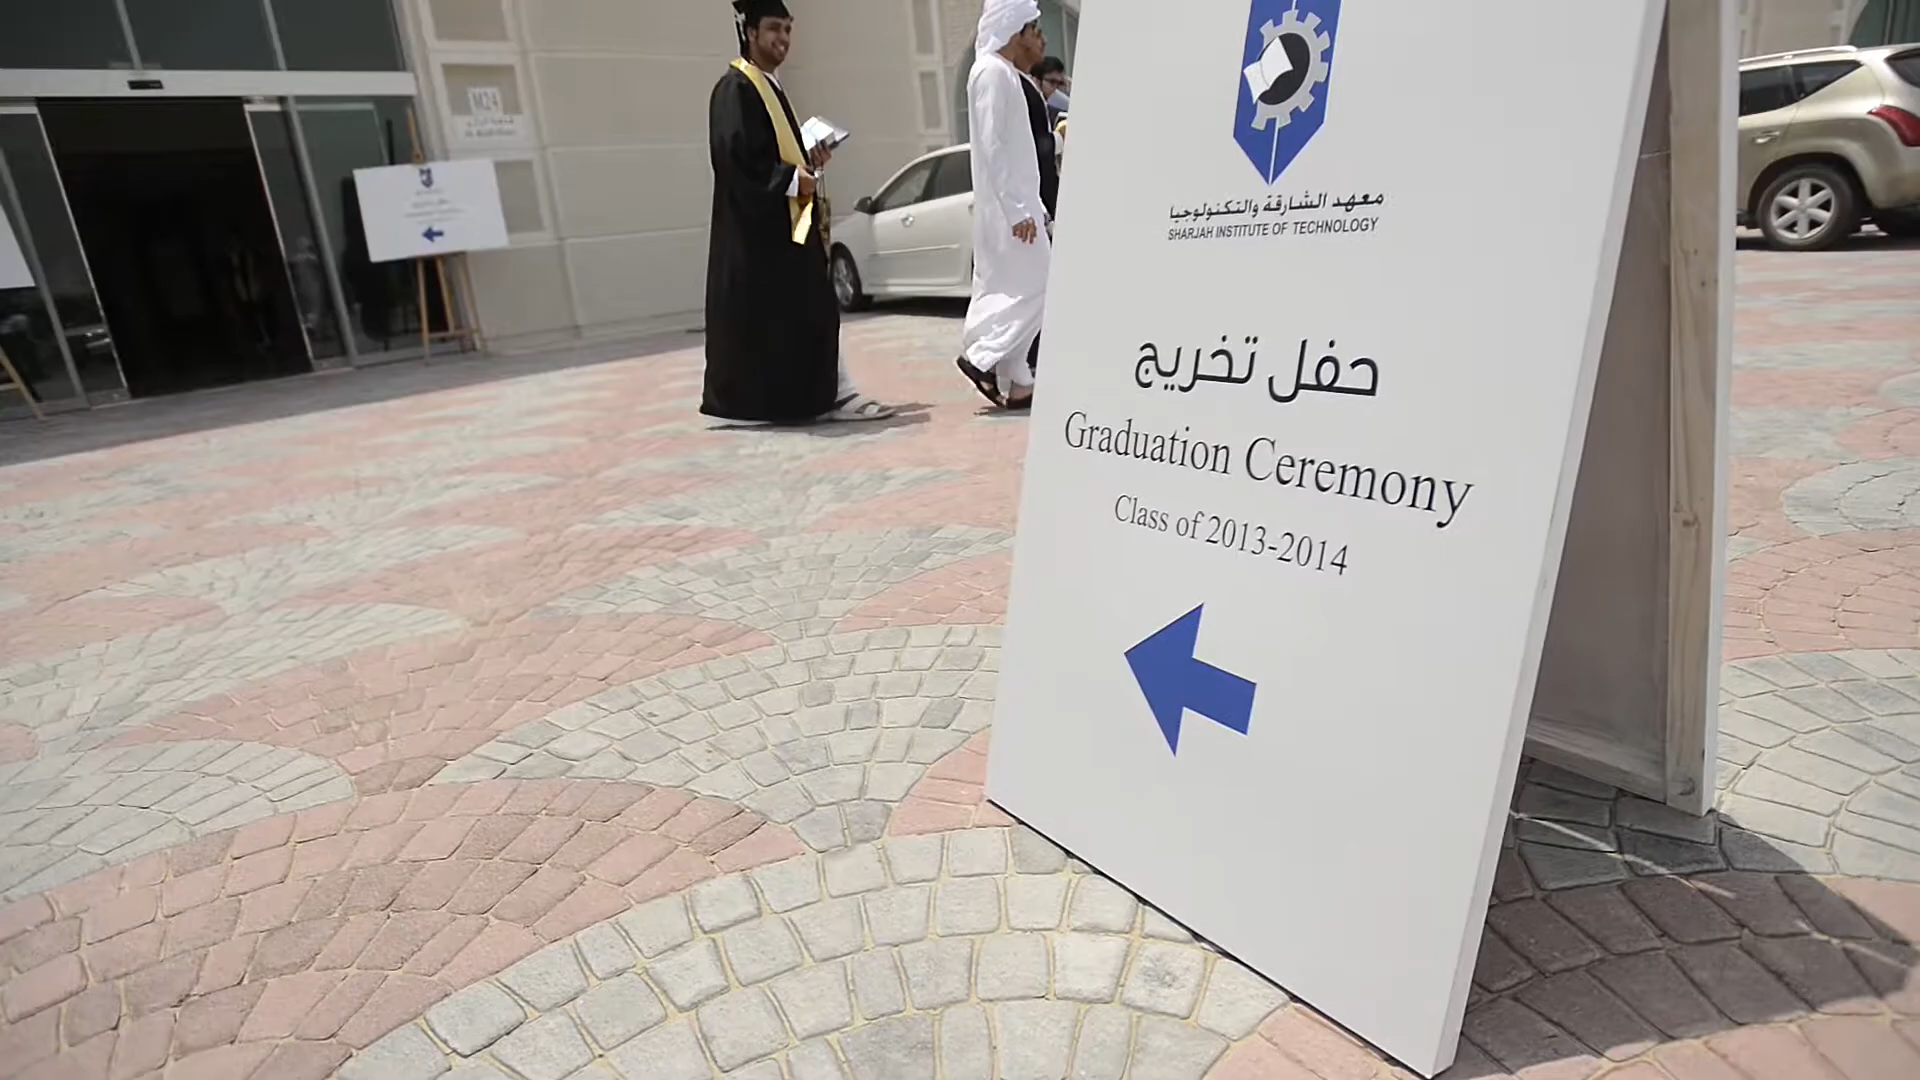 معهد الشارقة والتكنولوجيا
SHARJAH INSTITUTE OF TECHNOLOGY
حفل تخريج
Graduation Ceremony
Class of 2013-2014
M24